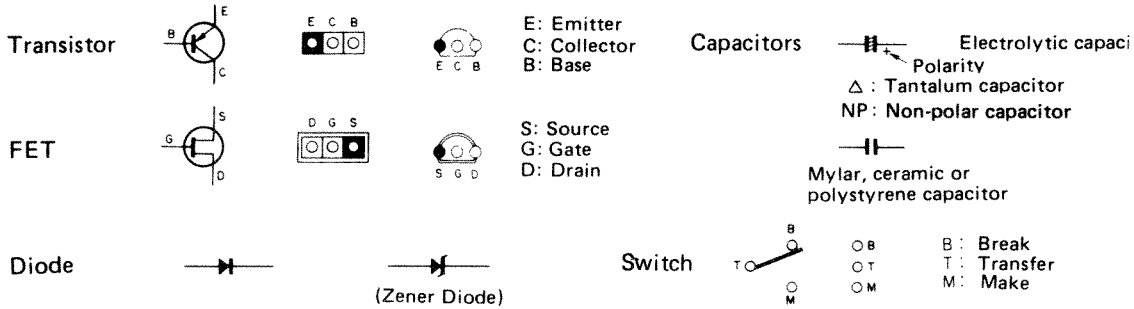 Transistor
B
E
C
E C B
E C B
E: Emitter
C: Collector
B: Base
FET
G
S
D
D G S
S G D
S: Source
G: Gate
D: Drain
Diode
(Zener Diode)
Capacitors
Electrolytic capaci
+
Polarity
△: Tantalum capacitor
NP: Non-polar capacitor
Mylar, ceramic or
polystyrene capacitor
Switch
T
B
M
B
T
M
B: Break
T: Transfer
M: Make